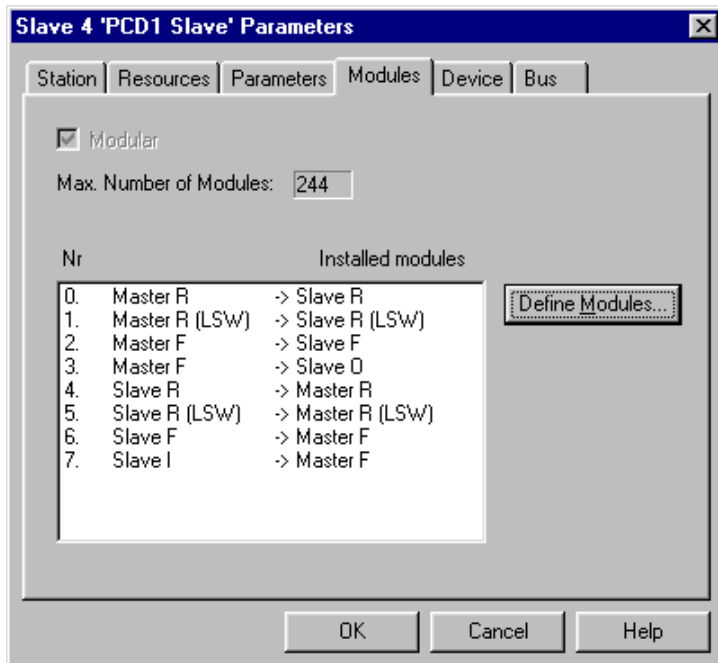 Slave 4 'PCD1 Slave' Parameters
Station Resources Parameters Modules Device Bus
Modular
Max. Number of Modules: 244
Nr Installed modules
0. Master R -> Slave R
1. Master R (LSW) -> Slave R (LSW)
2. Master F -> Slave F
3. Master F -> Slave O
4. Slave R -> Master R
5. Slave R (LSW) -> Master R (LSW)
6. Slave F -> Master F
7. Slave I -> Master F
Define Modules...
OK Cancel Help